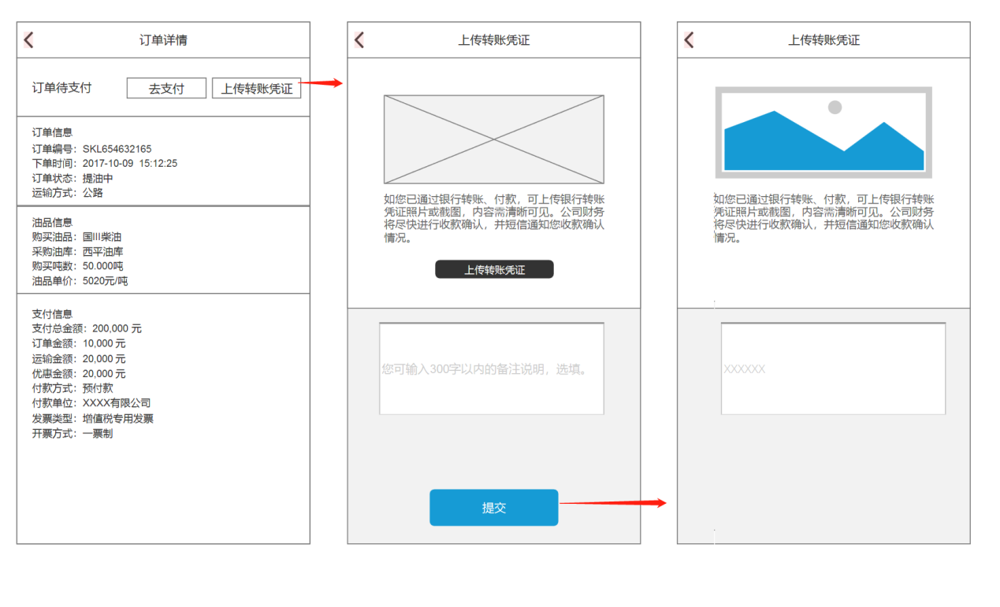 订单详情
订单待支付
去支付
上传转账凭证
订单信息
订单编号：SKL654632165
下单时间：2017-10-09 15:12:25
订单状态：提油中
运输方式：公路
油品信息
购买油品：国III柴油
采购油库：西平油库
购买吨数：50.000吨
油品单价：5020元/吨
支付信息
支付总金额：200,000 元
订单金额：10,000 元
运输金额：20,000 元
优惠金额：20,000 元
付款方式：预付款
付款单位：XXXX有限公司
发票类型：增值税专用发票
开票方式：一票制
上传转账凭证
如您已通过银行转账、付款，可上传银行转账
凭证照片或截图，内容需清晰可见。公司财务
将尽快进行收款确认，并短信通知您收款确认
情况。
上传转账凭证
您可输入300字以内的备注说明，选填。
提交
上传转账凭证
如您已通过银行转账、付款，可上传银行转账
凭证照片或截图，内容需清晰可见。公司财务
将尽快进行收款确认，并短信通知您收款确认
情况。
XXXXXX